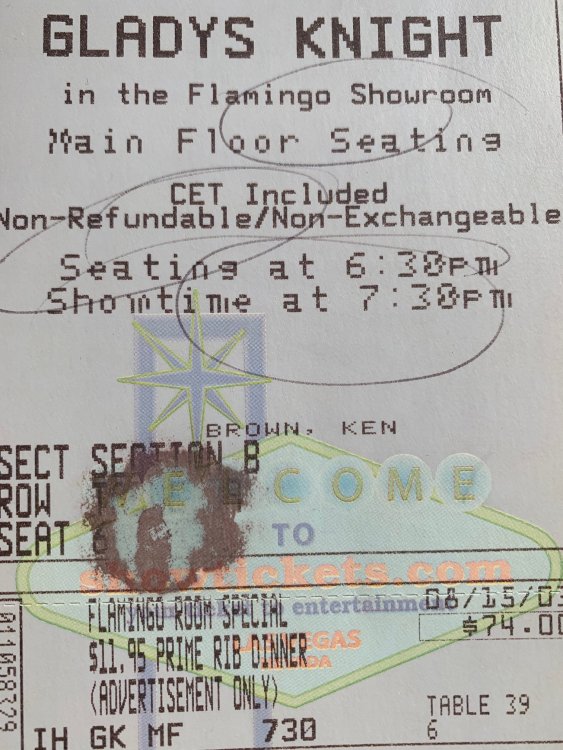 GLADYS KNIGHT
in the Flamingo Showroom
Main Floor Seating
CET Included
Non-Refundable/Non-Exchangeable
Seating at 6:30PM
Showtime at 7:30PM
BROWN, KEN
SECT SECTION B
ROW
SEAT
WELCOME
TO
showtickets.com
entertainment
LAS VEGAS
NEVADA
FLAMINGO ROOM SPECIAL
$11.95 PRIME RIB DINNER
(ADVERTISEMENT ONLY)
08/15/03
$74.00
TABLE 39
6
IH GK MF 730
011058329